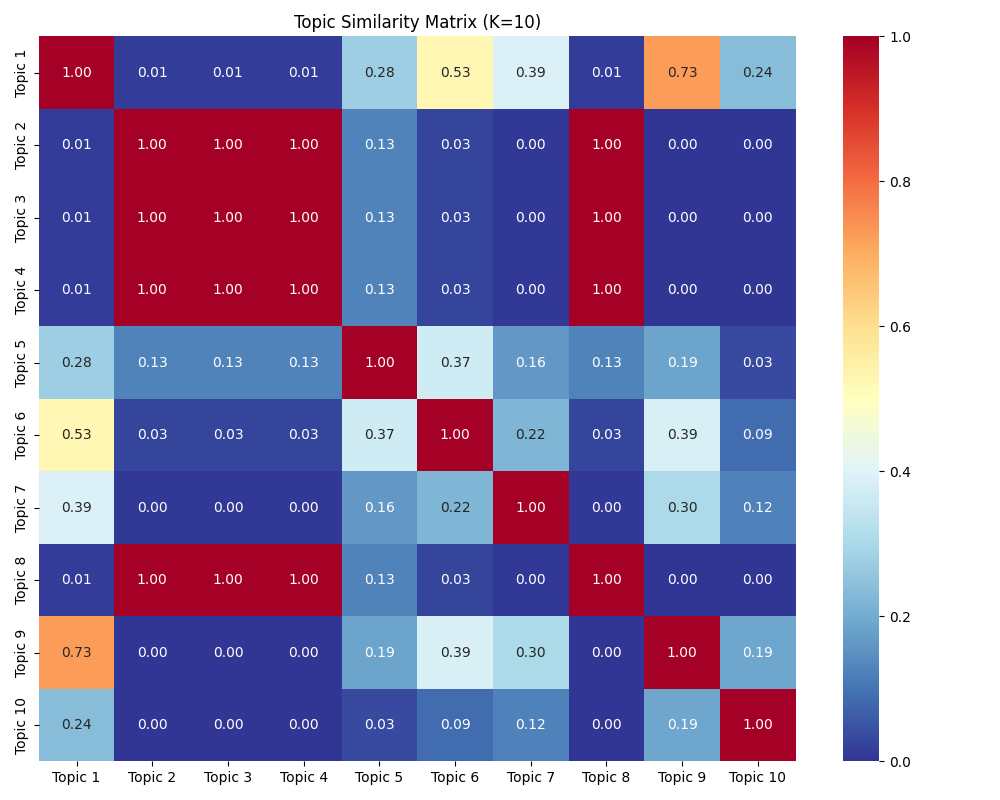 Topic Similarity Matrix (K=10)
Topic 1 1.00 0.01 0.01 0.01 0.28 0.53 0.39 0.01 0.73 0.24
Topic 2 0.01 1.00 1.00 1.00 0.13 0.03 0.00 1.00 0.00 0.00
Topic 3 0.01 1.00 1.00 1.00 0.13 0.03 0.00 1.00 0.00 0.00
Topic 4 0.01 1.00 1.00 1.00 0.13 0.03 0.00 1.00 0.00 0.00
Topic 5 0.28 0.13 0.13 0.13 1.00 0.37 0.16 0.13 0.19 0.03
Topic 6 0.53 0.03 0.03 0.03 0.37 1.00 0.22 0.03 0.39 0.09
Topic 7 0.39 0.00 0.00 0.00 0.16 0.22 1.00 0.00 0.30 0.12
Topic 8 0.01 1.00 1.00 1.00 0.13 0.03 0.00 1.00 0.00 0.00
Topic 9 0.73 0.00 0.00 0.00 0.19 0.39 0.30 0.00 1.00 0.19
Topic 10 0.24 0.00 0.00 0.00 0.03 0.09 0.12 0.00 0.19 1.00
Topic 1 Topic 2 Topic 3 Topic 4 Topic 5 Topic 6 Topic 7 Topic 8 Topic 9 Topic 10
1.0
0.8
0.6
0.4
0.2
0.0